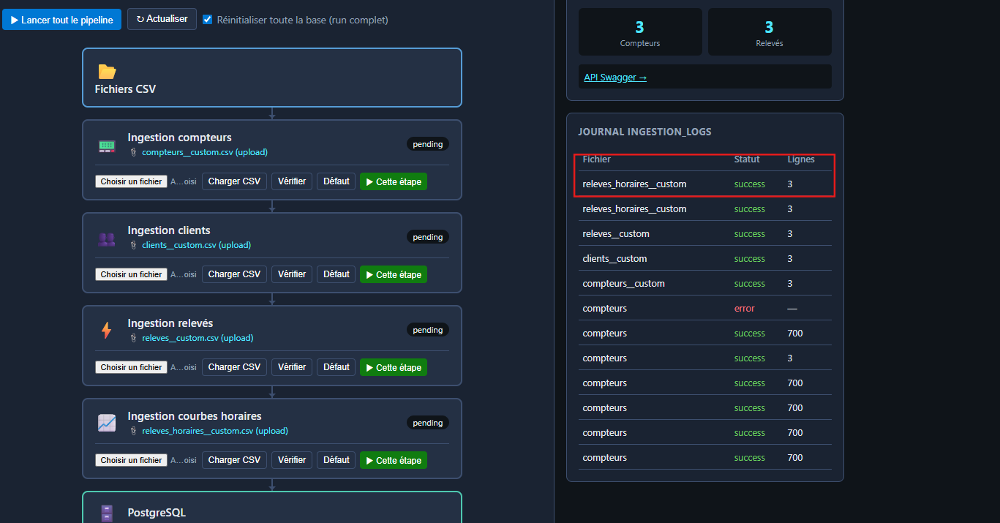 ▶ Lancer tout le pipeline ↻ Actualiser Réinitialiser toute la base (run complet)
Fichiers CSV
Ingestion compteurs
compteurs__custom.csv (upload)
pending
Choisir un fichier A...oisi Charger CSV Vérifier Défaut ▶ Cette étape
Ingestion clients
clients__custom.csv (upload)
pending
Choisir un fichier A...oisi Charger CSV Vérifier Défaut ▶ Cette étape
Ingestion relevés
releves__custom.csv (upload)
pending
Choisir un fichier A...oisi Charger CSV Vérifier Défaut ▶ Cette étape
Ingestion courbes horaires
releves_horaires__custom.csv (upload)
pending
Choisir un fichier A...oisi Charger CSV Vérifier Défaut ▶ Cette étape
PostgreSQL
3
Compteurs
3
Relevés
API Swagger →
JOURNAL INGESTION_LOGS
Fichier Statut Lignes
releves_horaires__custom success 3
releves_horaires__custom success 3
releves__custom success 3
clients__custom success 3
compteurs__custom success 3
compteurs error —
compteurs success 700
compteurs success 3
compteurs success 700
compteurs success 700
compteurs success 700
compteurs success 700